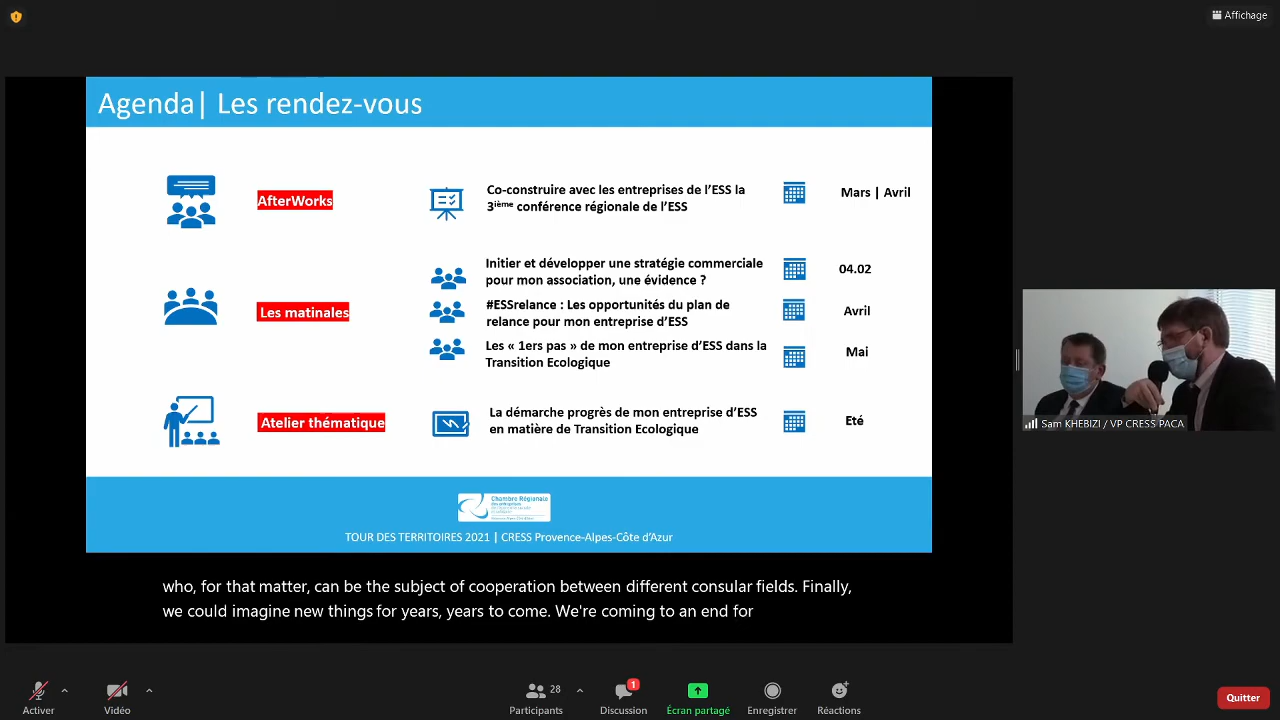 Affichage
Agenda| Les rendez-vous
AfterWorks
Co-construire avec les entreprises de l'ESS la
3ième conférence régionale de l'ESS
Mars | Avril
Les matinales
Initier et développer une stratégie commerciale
pour mon association, une évidence ?
04.02
#ESSrelance : Les opportunités du plan de
relance pour mon entreprise d'ESS
Avril
Les « 1ers pas » de mon entreprise d'ESS dans la
Transition Ecologique
Mai
Atelier thématique
La démarche progrès de mon entreprise d'ESS
en matière de Transition Ecologique
Eté
Chambre Régionale
TOUR DES TERRITOIRES 2021 | CRESS Provence-Alpes-Côte d'Azur
Sam KHEBIZI / VP CRESS PACA
who, for that matter, can be the subject of cooperation between different consular fields. Finally,
we could imagine new things for years, years to come. We're coming to an end for
Activer
Vidéo
28
Participants
1
Discussion
Écran partagé
Enregistrer
Réactions
Quitter